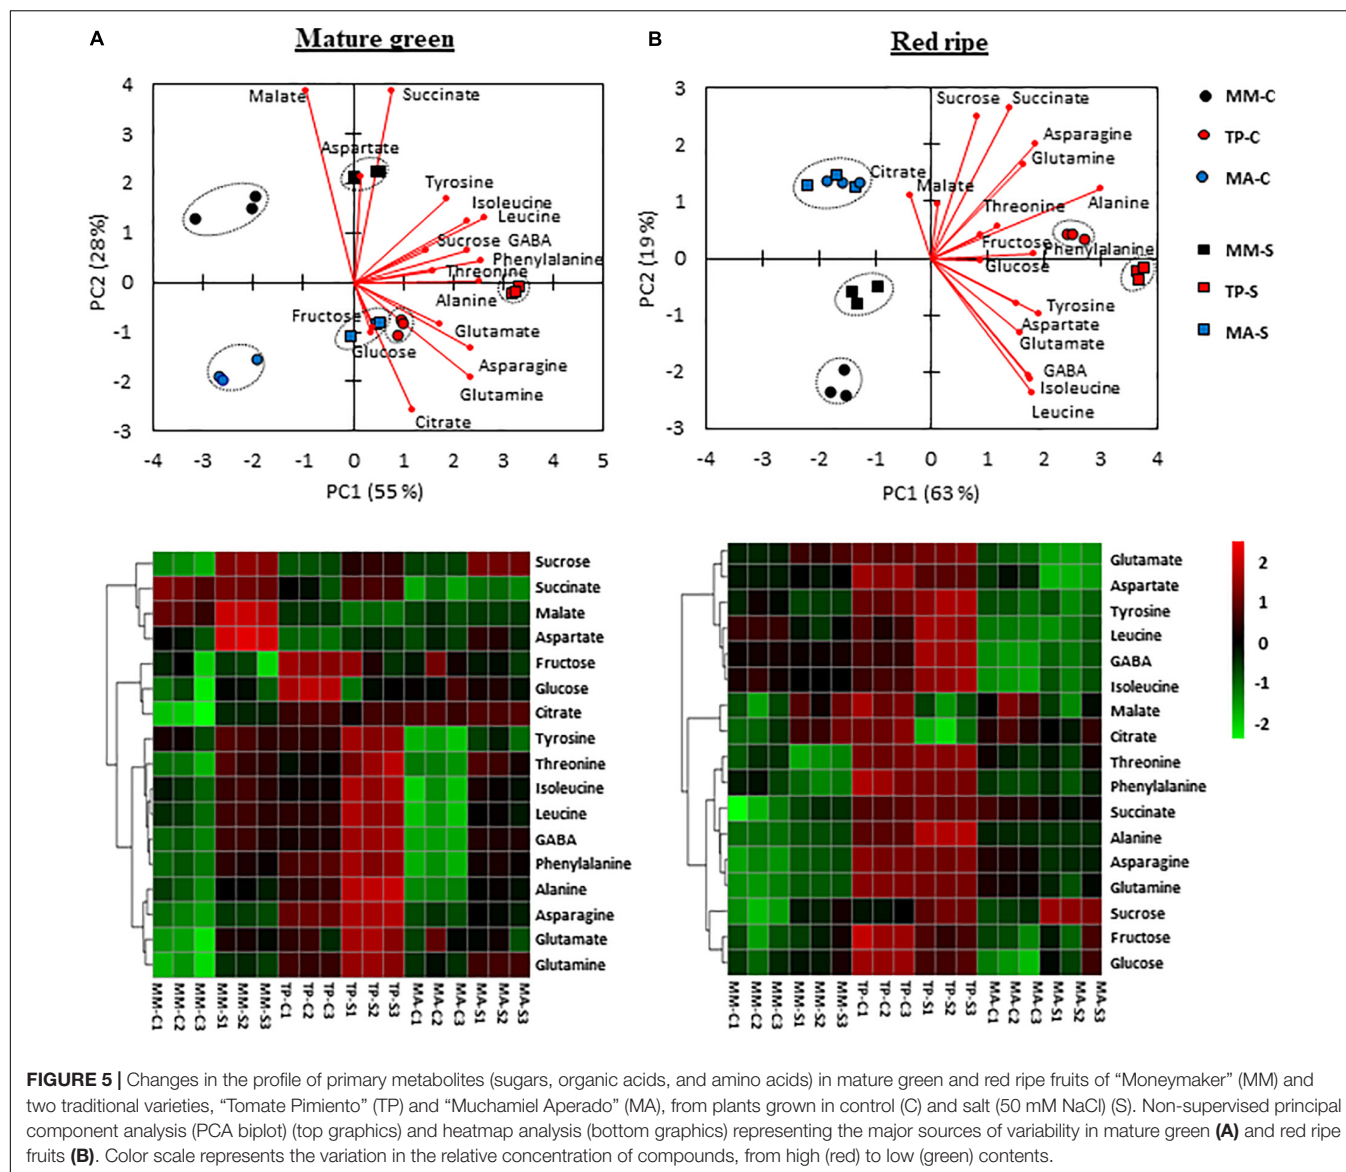 A
Mature green
B
Red ripe
4
3
2
1
0
-1
-2
-3
PC2 (28%)
-4 -3 -2 -1 0 1 2 3 4 5
PC1 (55 %)
Malate
Succinate
Aspartate
Tyrosine
Isoleucine
Leucine
Sucrose GABA
Phenylalanine
Threonine
Alanine
Fructose
Glutamate
Glucose
Asparagine
Glutamine
Citrate
3
2
1
0
-1
-2
-3
PC2 (19 %)
-4 -3 -2 -1 0 1 2 3 4
PC1 (63 %)
Sucrose Succinate
Asparagine
Glutamine
Citrate
Malate
Alanine
Threonine
Fructose
Phenylalanine
Glucose
Tyrosine
Aspartate
Glutamate
GABA
Isoleucine
Leucine
MM-C
TP-C
MA-C
MM-S
TP-S
MA-S
Sucrose
Succinate
Malate
Aspartate
Fructose
Glucose
Citrate
Tyrosine
Threonine
Isoleucine
Leucine
GABA
Phenylalanine
Alanine
Asparagine
Glutamate
Glutamine
MM-C1
MM-C2
MM-C3
MM-S1
MM-S2
MM-S3
TP-C1
TP-C2
TP-C3
TP-S1
TP-S2
TP-S3
MA-C1
MA-C2
MA-C3
MA-S1
MA-S2
MA-S3
Glutamate
Aspartate
Tyrosine
Leucine
GABA
Isoleucine
Malate
Citrate
Threonine
Phenylalanine
Succinate
Alanine
Asparagine
Glutamine
Sucrose
Fructose
Glucose
MM-C1
MM-C2
MM-C3
MM-S1
MM-S2
MM-S3
TP-C1
TP-C2
TP-C3
TP-S1
TP-S2
TP-S3
MA-C1
MA-C2
MA-C3
MA-S1
MA-S2
MA-S3
2
1
0
-1
-2
FIGURE 5 | Changes in the profile of primary metabolites (sugars, organic acids, and amino acids) in mature green and red ripe fruits of “Moneymaker” (MM) and
two traditional varieties, “Tomate Pimiento” (TP) and “Muchamiel Aperado” (MA), from plants grown in control (C) and salt (50 mM NaCl) (S). Non-supervised principal
component analysis (PCA biplot) (top graphics) and heatmap analysis (bottom graphics) representing the major sources of variability in mature green (A) and red ripe
fruits (B). Color scale represents the variation in the relative concentration of compounds, from high (red) to low (green) contents.